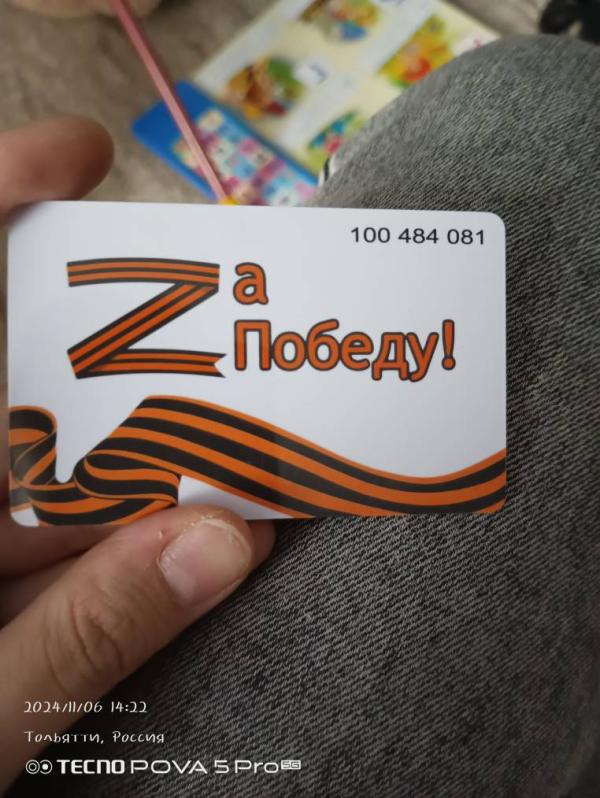 100 484 081
Zа
Победу!
2024/11/06 14:22
Тольятти, Россия
TECNO POVA 5 Pro 5G